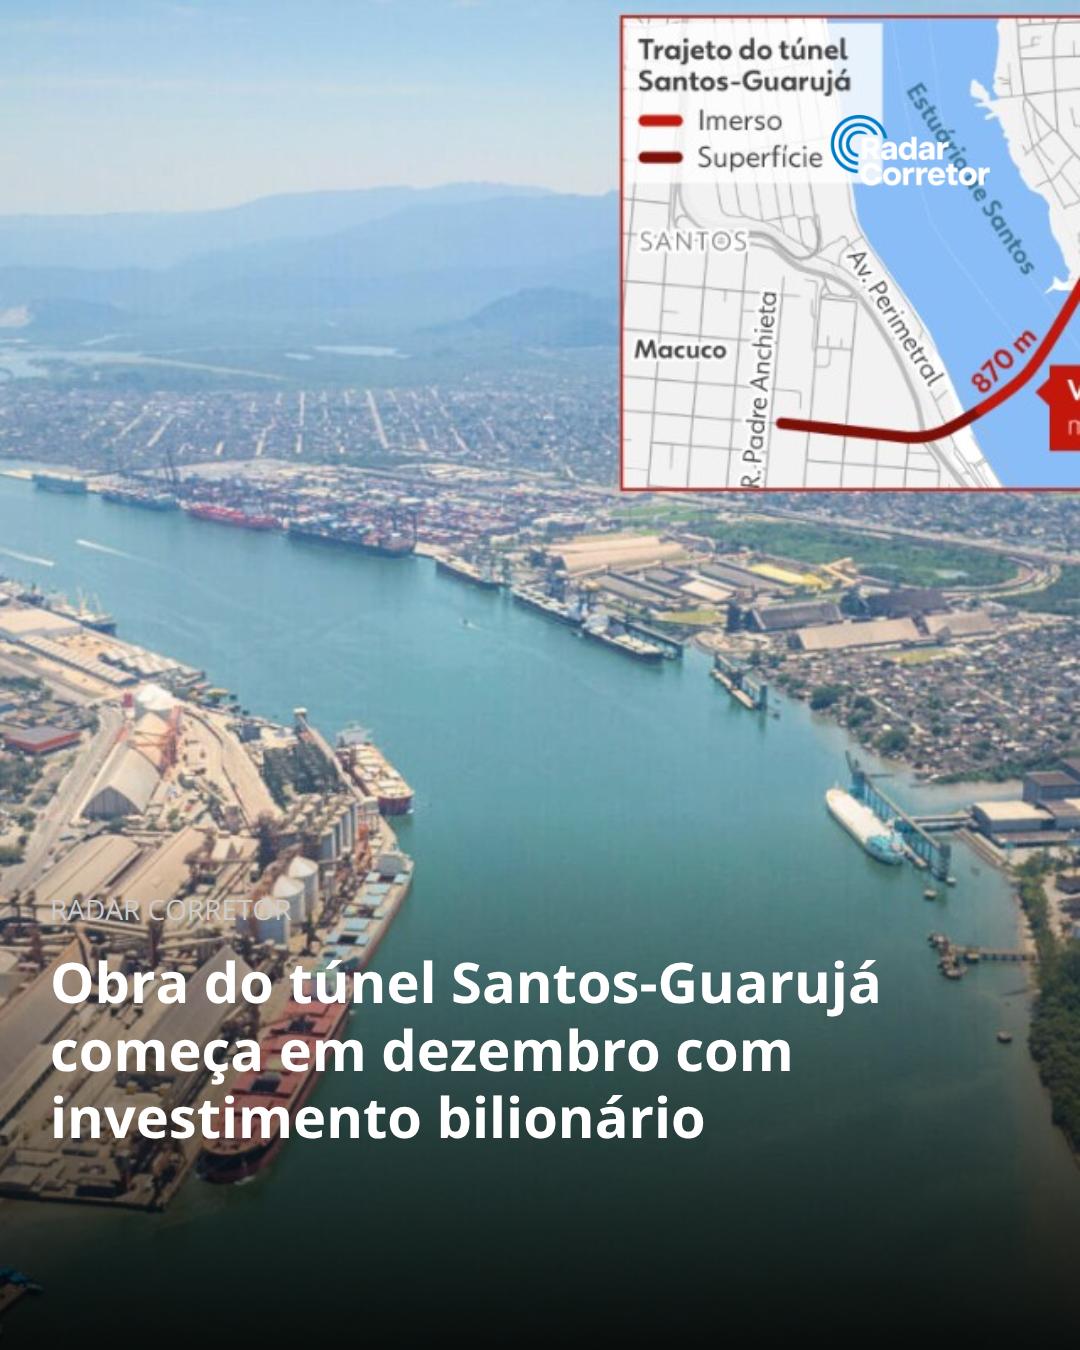 Trajeto do túnel
Santos-Guarujá
Imerso
Superfície
Radar
Corretor
Estuário de Santos
SANTOS
Av. Perimetral
Macuco
R. Padre Anchieta
870 m
RADAR CORRETOR
Obra do túnel Santos-Guarujá
começa em dezembro com
investimento bilionário